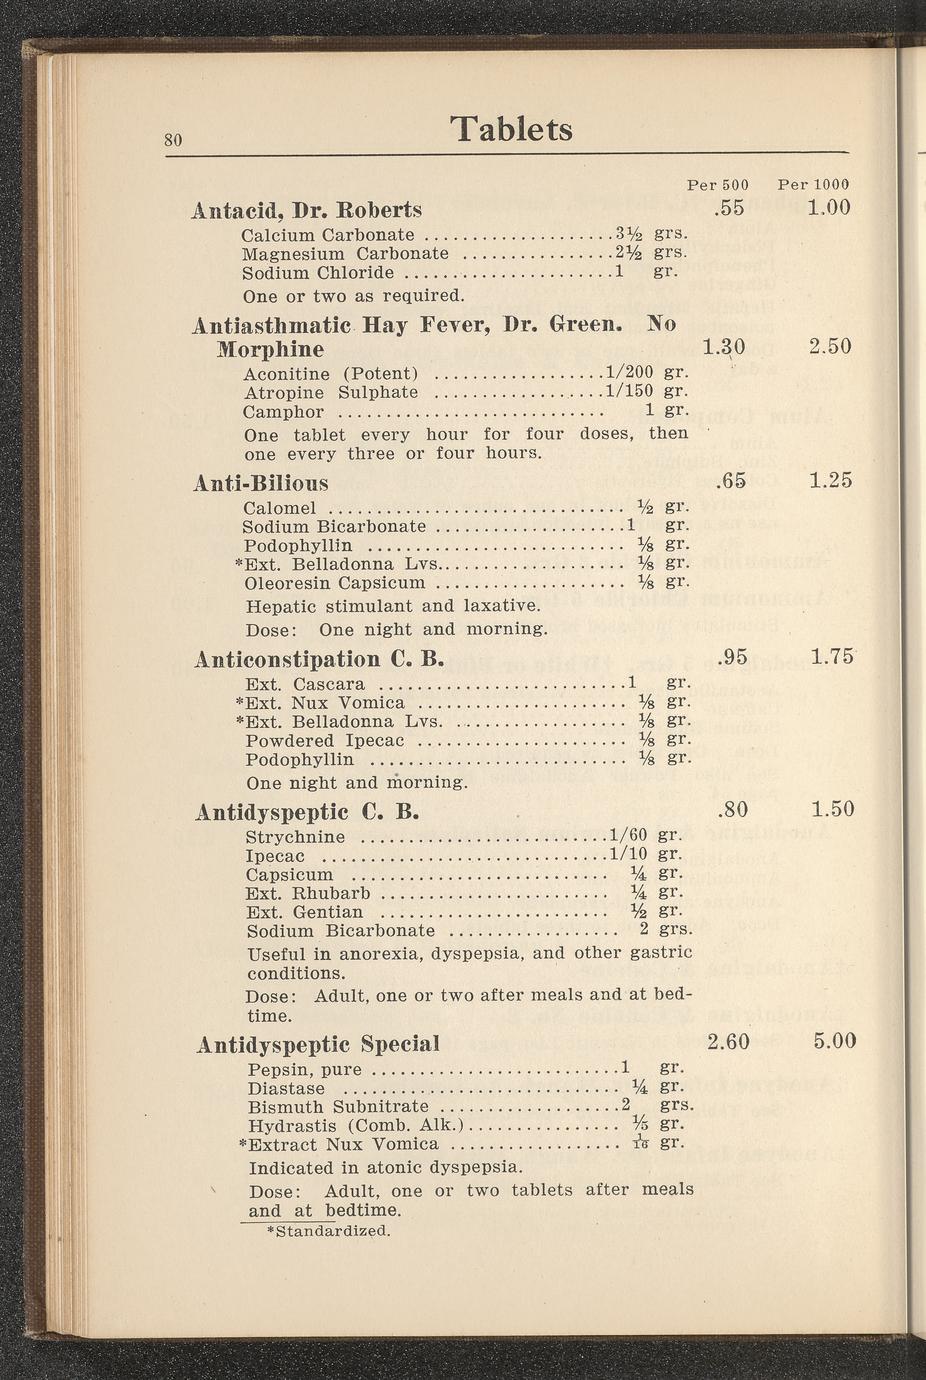 80
Tablets
Per 500 Per 1000
Antacid, Dr. Roberts .55 1.00
Calcium Carbonate ....................3½ grs.
Magnesium Carbonate ...............2½ grs.
Sodium Chloride ......................1 gr.
One or two as required.
Antiasthmatic Hay Fever, Dr. Green. No
Morphine 1.30 2.50
Aconitine (Potent) .................1/200 gr.
Atropine Sulphate .................1/150 gr.
Camphor ........................... 1 gr.
One tablet every hour for four doses, then
one every three or four hours.
Anti-Bilious .65 1.25
Calomel .............................. ½ gr.
Sodium Bicarbonate ...................1 gr.
Podophyllin .......................... ⅛ gr.
*Ext. Belladonna Lvs................... ⅛ gr.
Oleoresin Capsicum ................... ⅛ gr.
Hepatic stimulant and laxative.
Dose: One night and morning.
Anticonstipation C. B. .95 1.75
Ext. Cascara .........................1 gr.
*Ext. Nux Vomica ..................... ⅛ gr.
*Ext. Belladonna Lvs. ................. ⅛ gr.
Powdered Ipecac ..................... ⅛ gr.
Podophyllin .......................... ⅛ gr.
One night and morning.
Antidyspeptic C. B. .80 1.50
Strychnine .........................1/60 gr.
Ipecac .............................1/10 gr.
Capsicum .......................... ¼ gr.
Ext. Rhubarb ....................... ¼ gr.
Ext. Gentian ....................... ½ gr.
Sodium Bicarbonate ................. 2 grs.
Useful in anorexia, dyspepsia, and other gastric
conditions.
Dose: Adult, one or two after meals and at bed-
time.
Antidyspeptic Special 2.60 5.00
Pepsin, pure .........................1 gr.
Diastase ........................... ¼ gr.
Bismuth Subnitrate ..................2 grs.
Hydrastis (Comb. Alk.)................ ⅕ gr.
*Extract Nux Vomica ................. 1/16 gr.
Indicated in atonic dyspepsia.
Dose: Adult, one or two tablets after meals
and at bedtime.
*Standardized.